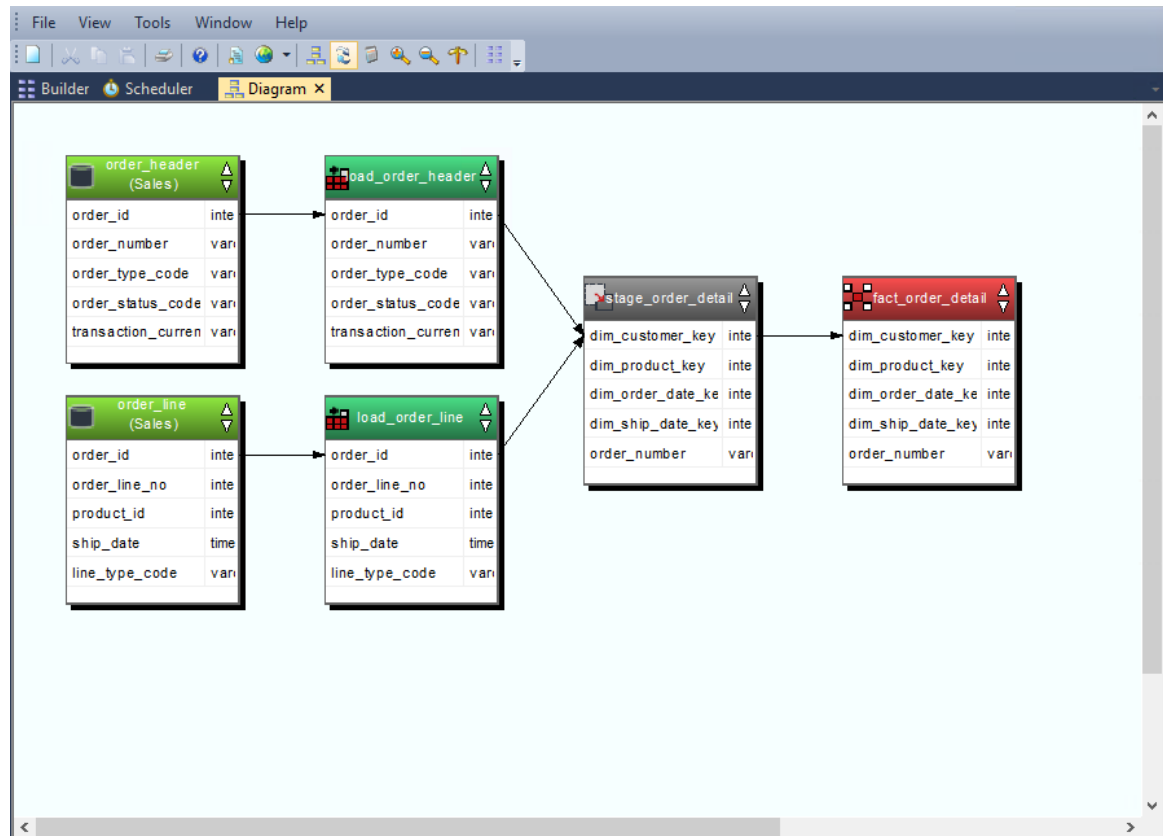 File View Tools Window Help
Builder Scheduler Diagram
order_header
(Sales)
order_id inte
order_number var
order_type_code var
order_status_code var
transaction_curren var
load_order_header
order_id inte
order_number var
order_type_code var
order_status_code var
transaction_curren var
order_line
(Sales)
order_id inte
order_line_no inte
product_id inte
ship_date time
line_type_code var
load_order_line
order_id inte
order_line_no inte
product_id inte
ship_date time
line_type_code var
stage_order_detail
dim_customer_key inte
dim_product_key inte
dim_order_date_ke inte
dim_ship_date_key inte
order_number var
fact_order_detail
dim_customer_key inte
dim_product_key inte
dim_order_date_ke inte
dim_ship_date_key inte
order_number var